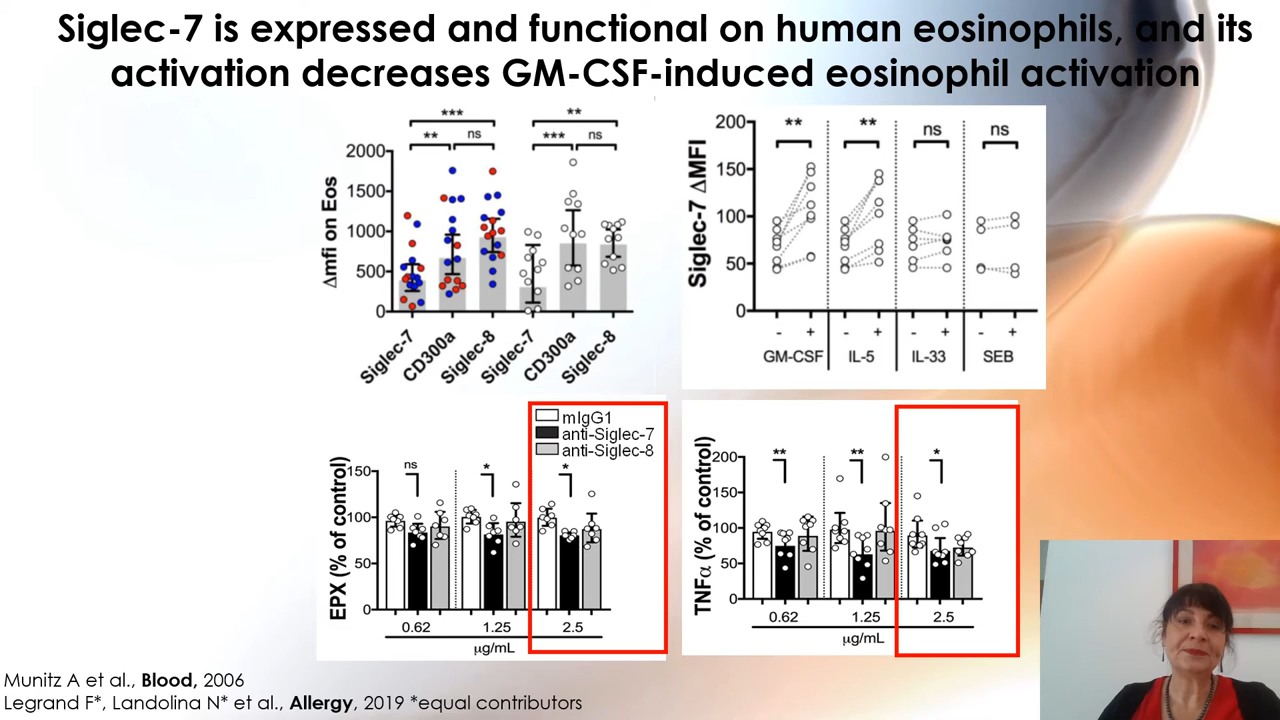 Siglec-7 is expressed and functional on human eosinophils, and its
activation decreases GM-CSF-induced eosinophil activation
*** **
** ns *** ns
Δmfi on Eos
2000
1500
1000
500
0
Siglec-7 CD300a Siglec-8 Siglec-7 CD300a Siglec-8
Siglec-7 ΔMFI
200
150
100
50
0
** ** ns ns
- + - + - + - +
GM-CSF IL-5 IL-33 SEB
mIgG1
anti-Siglec-7
anti-Siglec-8
EPX (% of control)
150
100
50
0
ns * *
0.62 1.25 2.5
μg/mL
TNFα (% of control)
200
150
100
50
0
** ** *
0.62 1.25 2.5
μg/mL
Munitz A et al., Blood, 2006
Legrand F*, Landolina N* et al., Allergy, 2019 *equal contributors